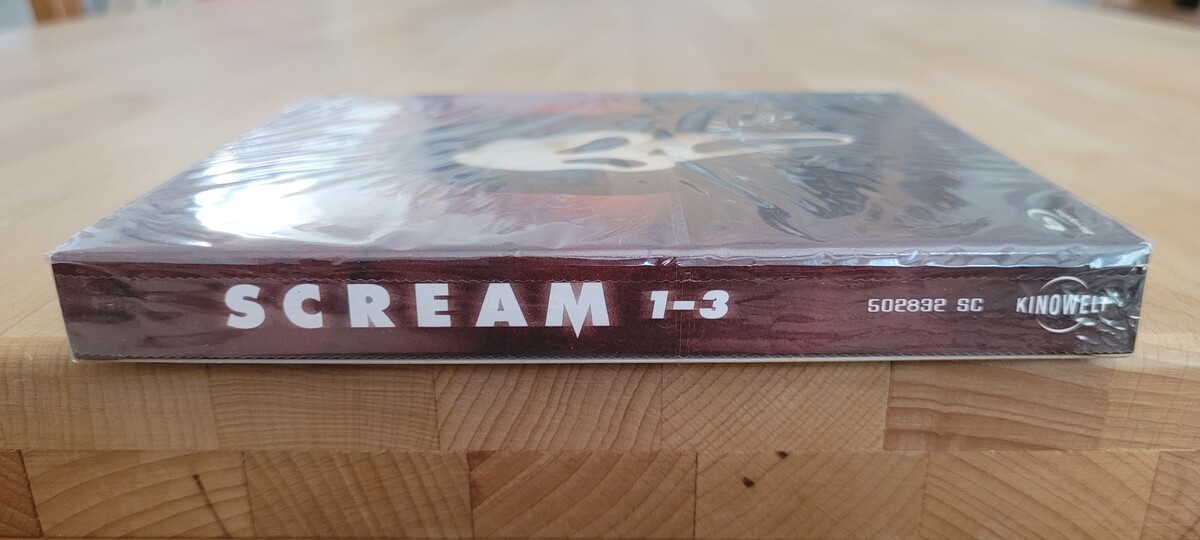 SCREAM 1-3 502832 SC KINOWELT